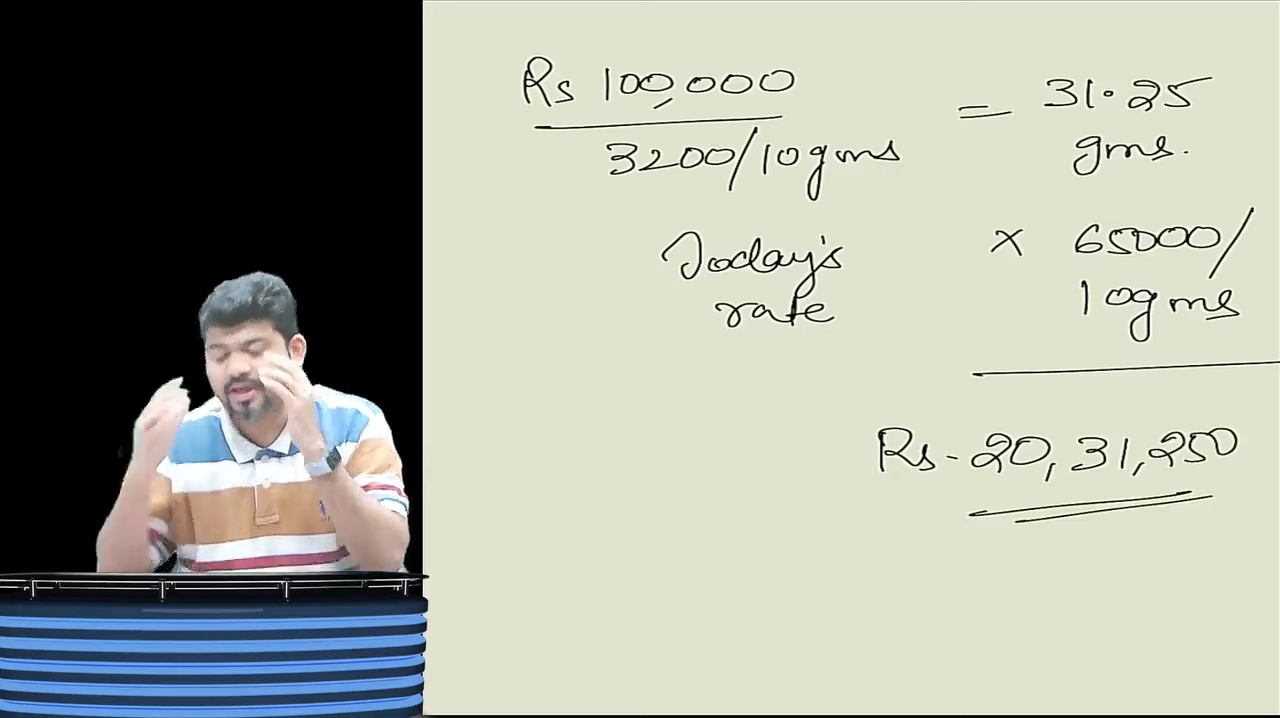 Rs 100,000 = 31.25
3200/10gms gms.
Today's × 65000/
rate 10gms
Rs - 20,31,250